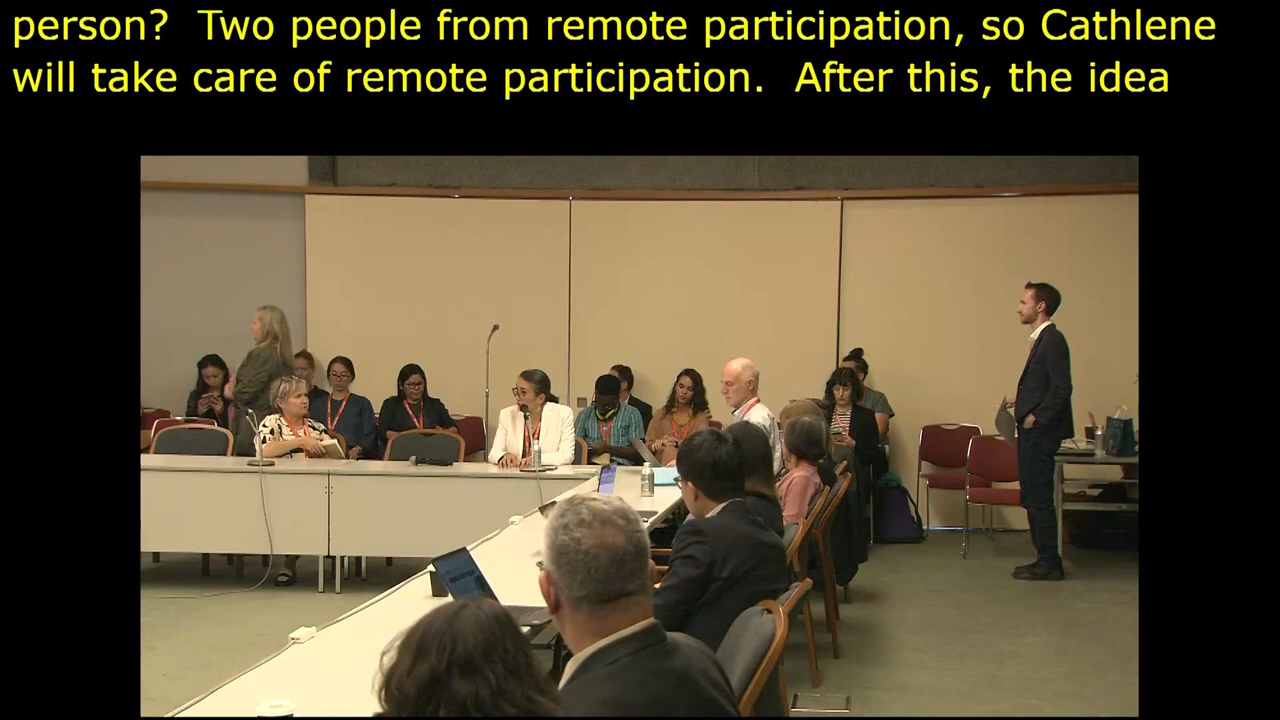 person?  Two people from remote participation, so Cathlene
will take care of remote participation.  After this, the idea